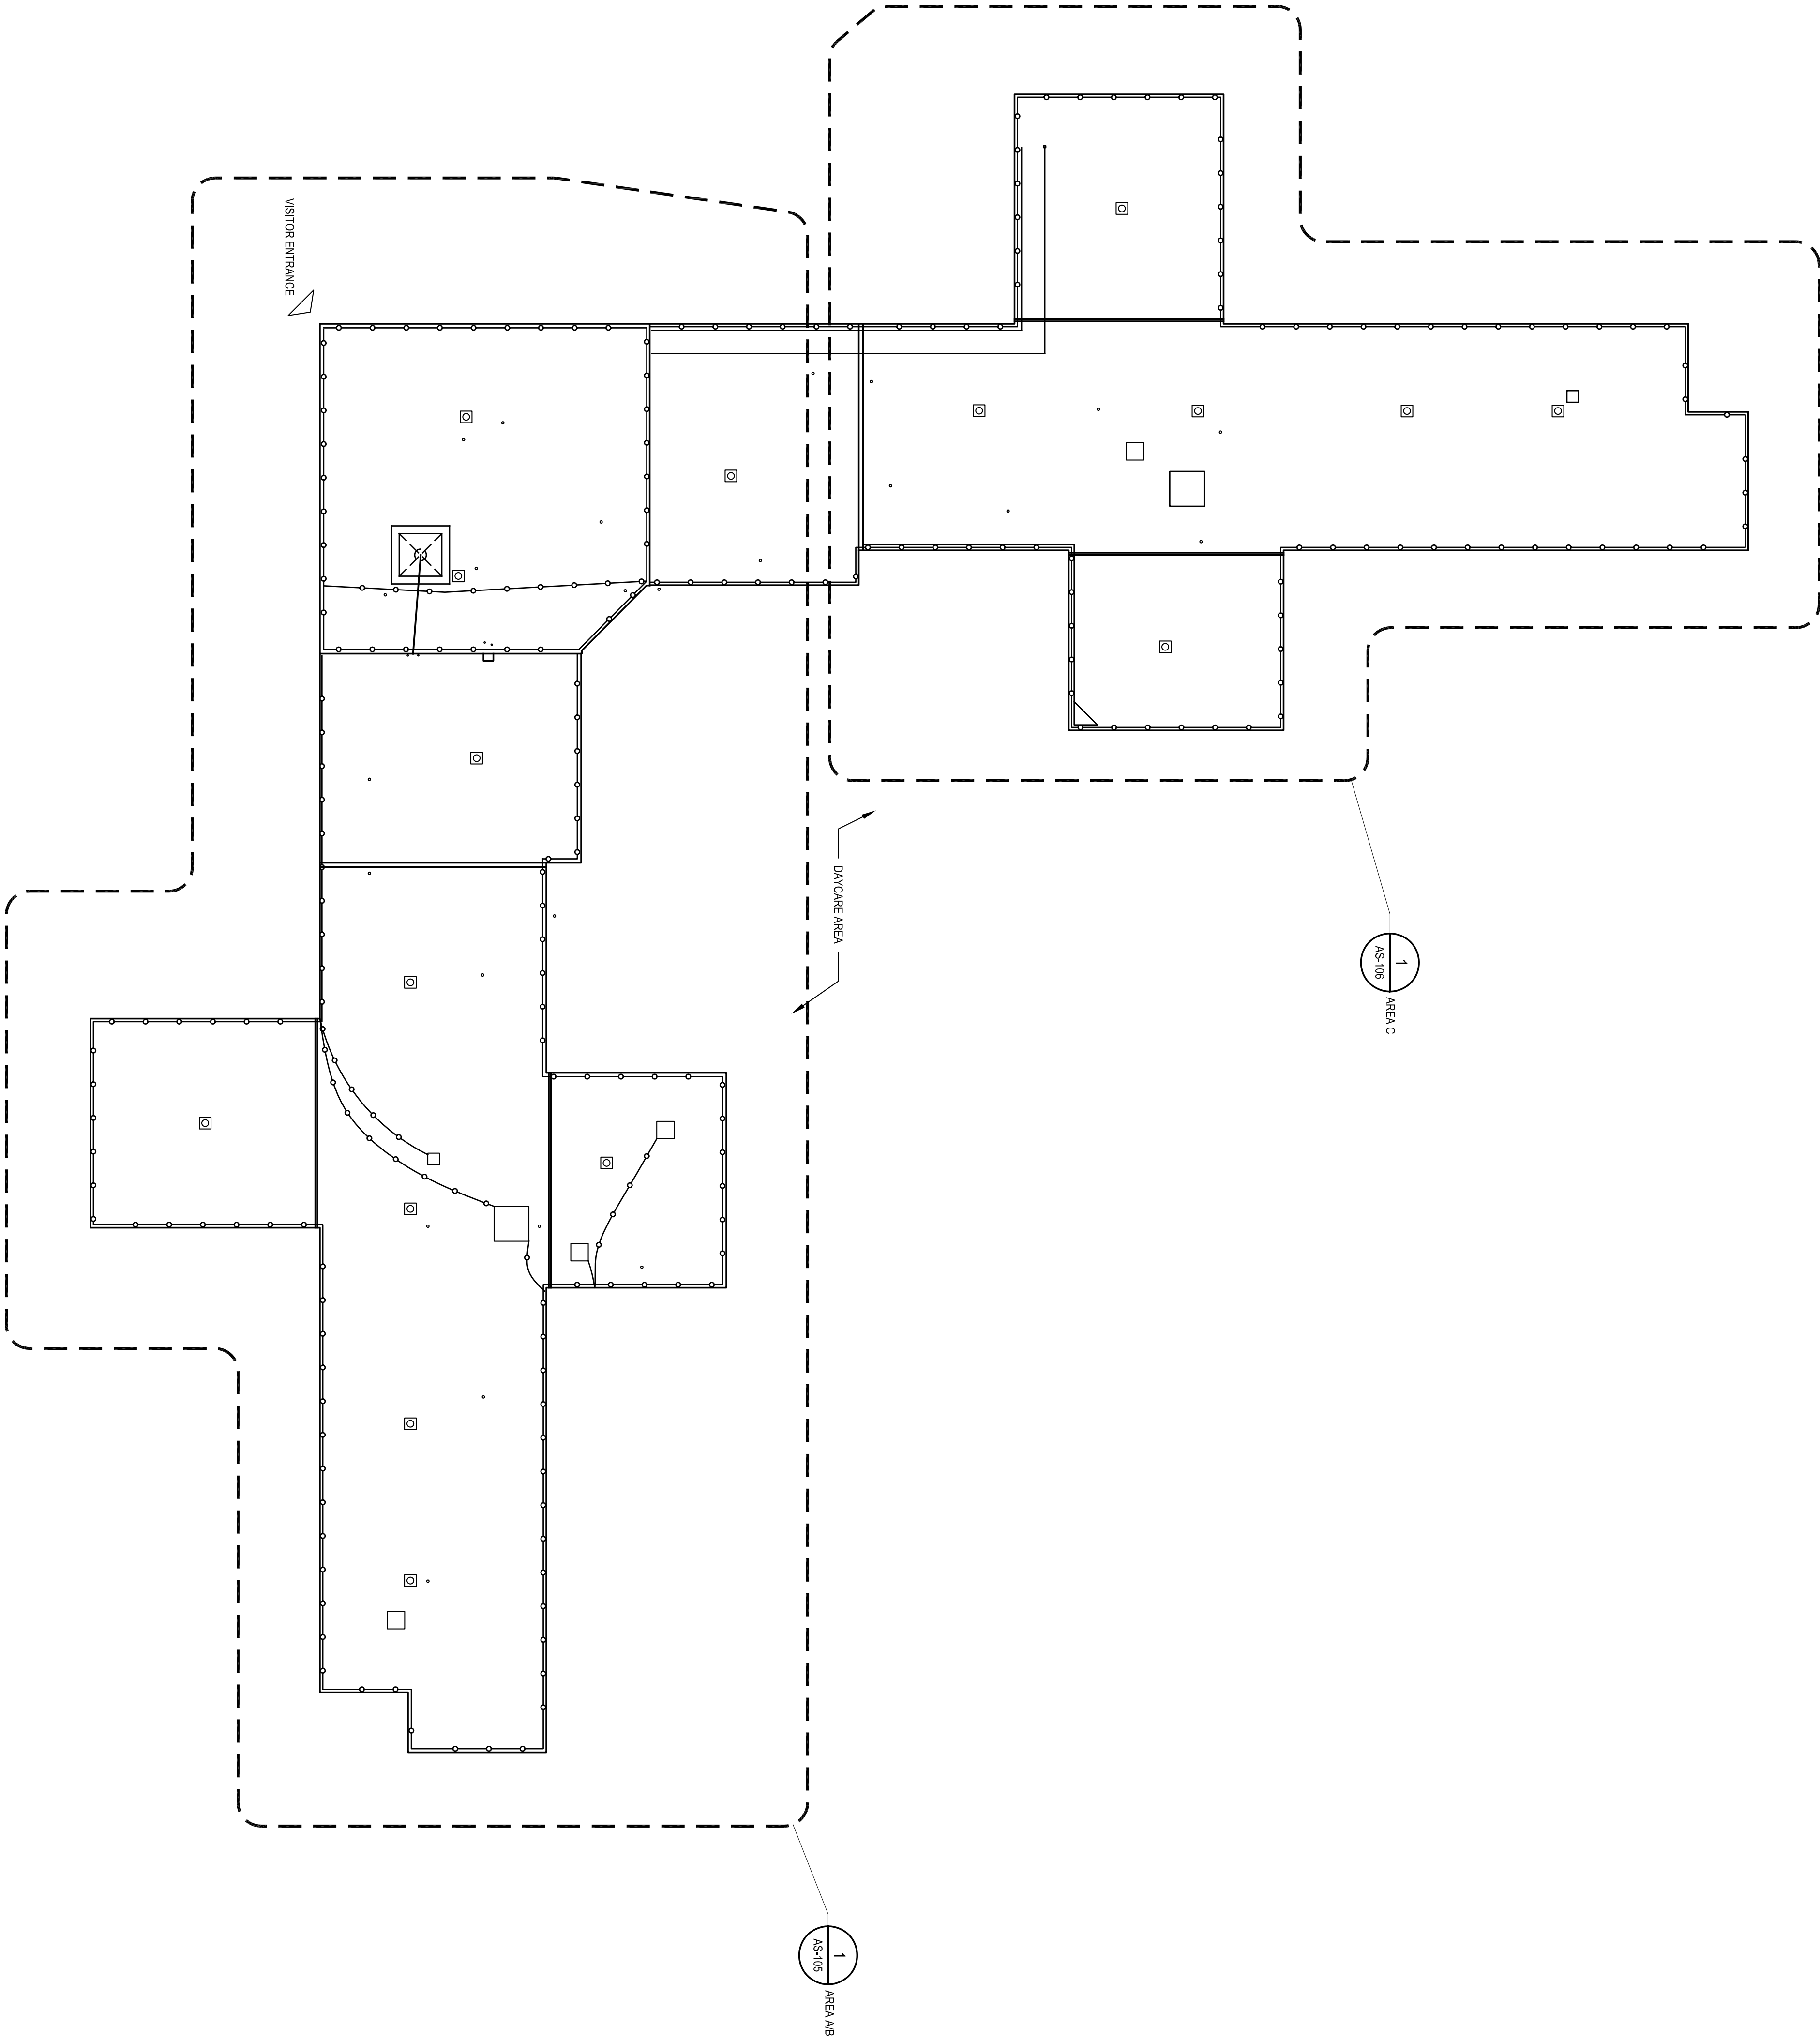 VISITOR ENTRANCE
DAYCARE AREA
1
AS-106
AREA C
1
AS-105
AREA A/B